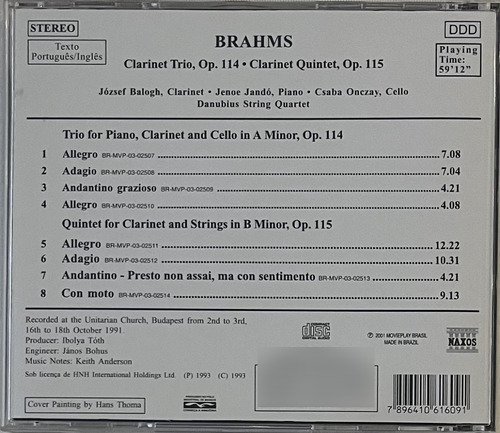 STEREO
Texto
Português/Inglês
DDD
Playing
Time:
59'12"
BRAHMS
Clarinet Trio, Op. 114 • Clarinet Quintet, Op. 115
József Balogh, Clarinet • Jenoe Jandó, Piano • Csaba Onczay, Cello
Danubius String Quartet
Trio for Piano, Clarinet and Cello in A Minor, Op. 114
1 Allegro BR-MVP-03-02507 7.08
2 Adagio BR-MVP-03-02508 7.04
3 Andantino grazioso BR-MVP-03-02509 4.21
4 Allegro BR-MVP-03-02510 4.08
Quintet for Clarinet and Strings in B Minor, Op. 115
5 Allegro BR-MVP-03-02511 12.22
6 Adagio BR-MVP-03-02512 10.31
7 Andantino - Presto non assai, ma con sentimento BR-MVP-03-02513 4.21
8 Con moto BR-MVP-03-02514 9.13
Recorded at the Unitarian Church, Budapest from 2nd to 3rd,
16th to 18th October 1991.
Producer: Ibolya Tóth
Engineer: János Bohus
Music Notes: Keith Anderson
Sob licença de HNH International Holdings Ltd. (P) 1993 (C) 1993
Cover Painting by Hans Thoma
COMPACT
disc
DIGITAL AUDIO
℗ 2001 MOVIEPLAY BRASIL
MADE IN BRAZIL
NAXOS
7 896410 616091